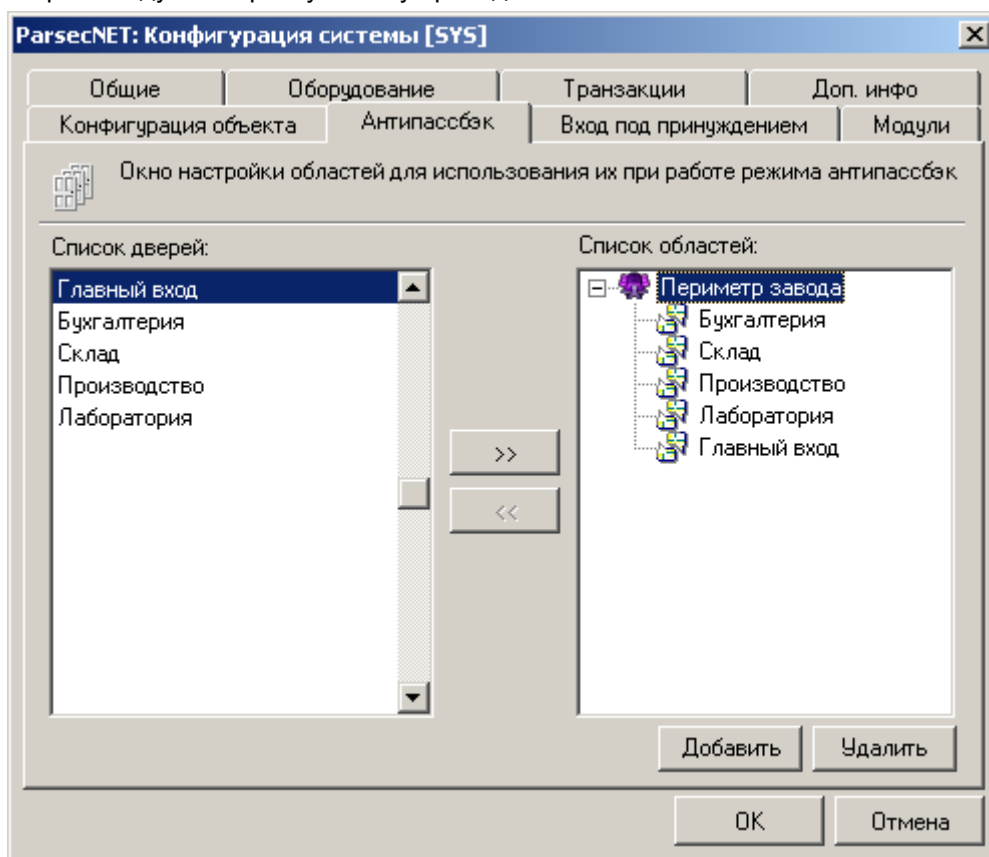 ParsecNET: Конфигурация системы [SYS]
Общие
Оборудование
Транзакции
Доп. инфо
Конфигурация объекта
Антипассбэк
Вход под принуждением
Модули
Окно настройки областей для использования их при работе режима антипассбэк
Список дверей:
Главный вход
Бухгалтерия
Склад
Производство
Лаборатория
>>
<<
Список областей:
Периметр завода
Бухгалтерия
Склад
Производство
Лаборатория
Главный вход
Добавить
Удалить
OK
Отмена